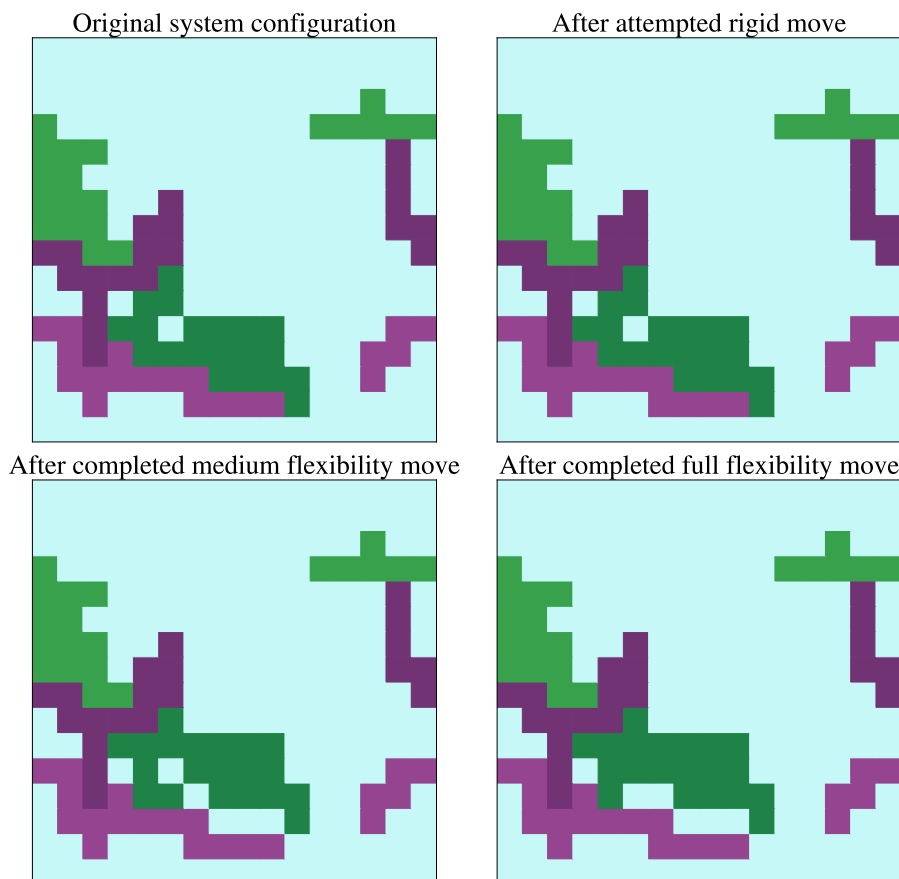 Original system configuration
After attempted rigid move
After completed medium flexibility move
After completed full flexibility move